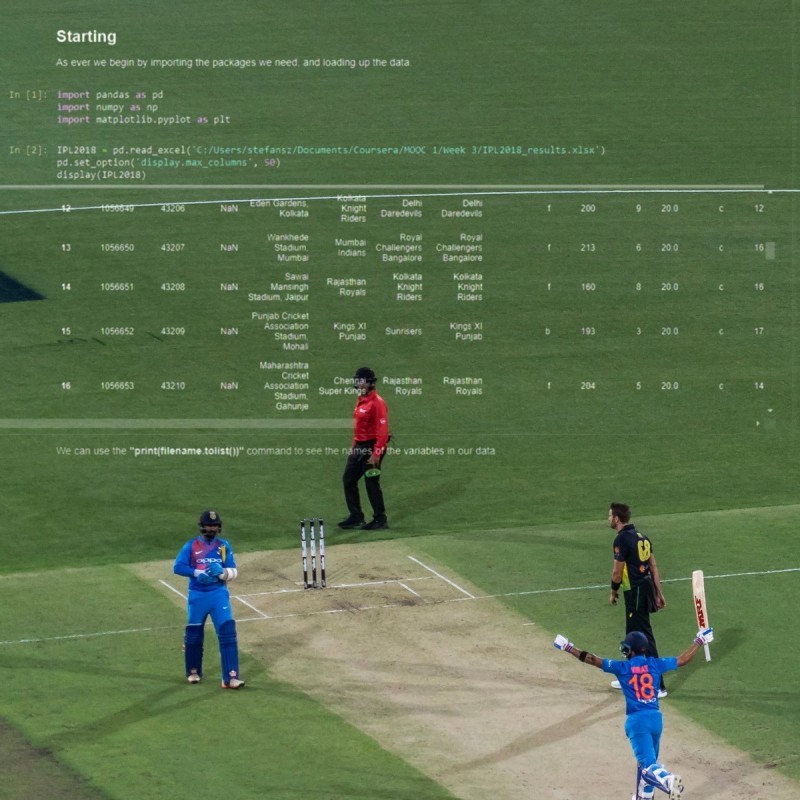 Starting
As ever we begin by importing the packages we need, and loading up the data
In [1]: import pandas as pd
import numpy as np
import matplotlib.pyplot as plt
In [2]: IPL2018 = pd.read_excel('C:/Users/stefansz/Documents/Coursera/MOOC 1/Week 3/IPL2018_results.xlsx')
pd.set_option('display.max_columns', 50)
display(IPL2018)
12 1056649 43206 NaN Eden Gardens, Kolkata Kolkata Knight Riders Delhi Daredevils Delhi Daredevils f 200 9 20.0 c 12
13 1056650 43207 NaN Wankhede Stadium, Mumbai Mumbai Indians Royal Challengers Bangalore Royal Challengers Bangalore f 213 6 20.0 c 16
14 1056651 43208 NaN Sawai Mansingh Stadium, Jaipur Rajasthan Royals Kolkata Knight Riders Kolkata Knight Riders f 160 8 20.0 c 16
15 1056652 43209 NaN Punjab Cricket Association Stadium, Mohali Kings XI Punjab Sunrisers Kings XI Punjab b 193 3 20.0 c 17
16 1056653 43210 NaN Maharashtra Cricket Association Stadium, Gahunje Chennai Super Kings Rajasthan Royals Rajasthan Royals f 204 5 20.0 c 14
We can use the "print(filename.tolist())" command to see the names of the variables in our data
oppo
VIRAT
18
oppo
MRF